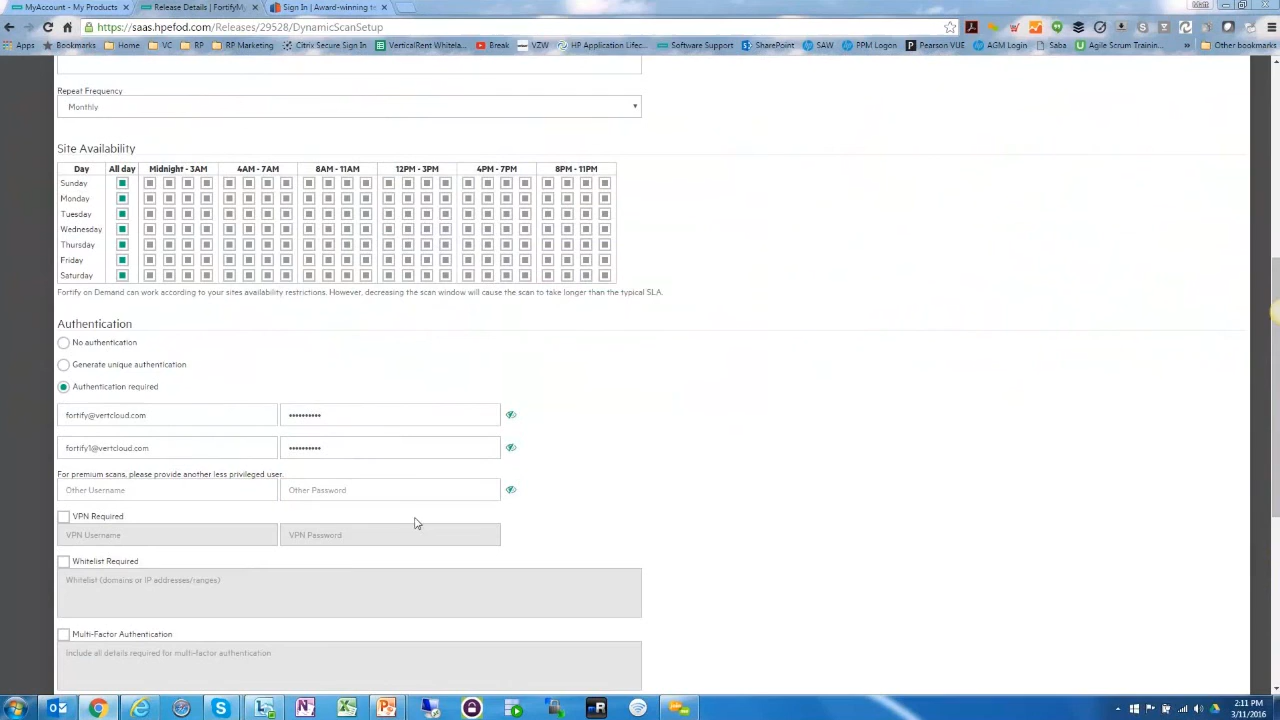 MyAccount - My Products
Release Details | FortifyM
Sign In | Award-winning te
Matt
https://saas.hpefod.com/Releases/29528/DynamicScanSetup
Apps
Bookmarks
Home
VC
RP
RP Marketing
Citrix Secure Sign In
VerticalRent Whitela...
Break
VZW
HP Application Lifec...
Software Support
SharePoint
SAW
PPM Logon
Pearson VUE
AGM Login
Saba
Agile Scrum Trainin...
»
Other bookmarks
Repeat Frequency
Monthly
Site Availability
Day All day Midnight - 3AM 4AM - 7AM 8AM - 11AM 12PM - 3PM 4PM - 7PM 8PM - 11PM
Sunday
Monday
Tuesday
Wednesday
Thursday
Friday
Saturday
Fortify on Demand can work according to your sites availability restrictions. However, decreasing the scan window will cause the scan to take longer than the typical SLA.
Authentication
No authentication
Generate unique authentication
Authentication required
fortify@vertcloud.com ••••••••••
fortify1@vertcloud.com ••••••••••
For premium scans, please provide another less privileged user.
Other Username Other Password
VPN Required
VPN Username VPN Password
Whitelist Required
Whitelist (domains or IP addresses/ranges)
Multi-Factor Authentication
Include all details required for multi-factor authentication
2:11 PM
3/11/2016